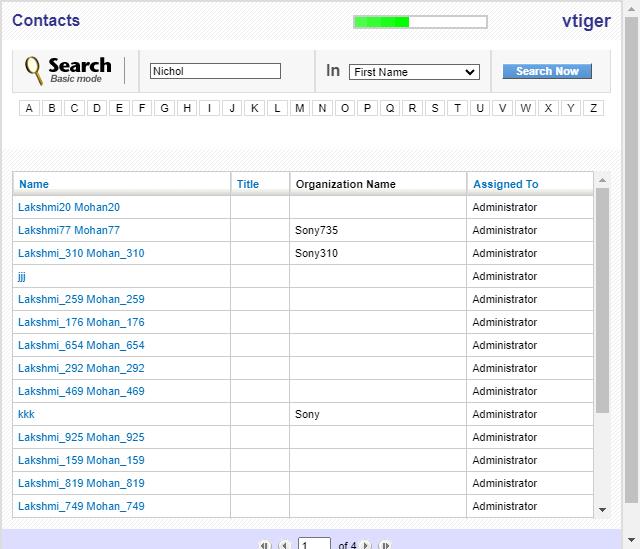 Contacts vtiger
Search
Basic mode
Nichol
In First Name
Search Now
A B C D E F G H I J K L M N O P Q R S T U V W X Y Z
Name Title Organization Name Assigned To
Lakshmi20 Mohan20 Administrator
Lakshmi77 Mohan77 Sony735 Administrator
Lakshmi_310 Mohan_310 Sony310 Administrator
jjj Administrator
Lakshmi_259 Mohan_259 Administrator
Lakshmi_176 Mohan_176 Administrator
Lakshmi_654 Mohan_654 Administrator
Lakshmi_292 Mohan_292 Administrator
Lakshmi_469 Mohan_469 Administrator
kkk Sony Administrator
Lakshmi_925 Mohan_925 Administrator
Lakshmi_159 Mohan_159 Administrator
Lakshmi_819 Mohan_819 Administrator
Lakshmi_749 Mohan_749 Administrator
1 of 4